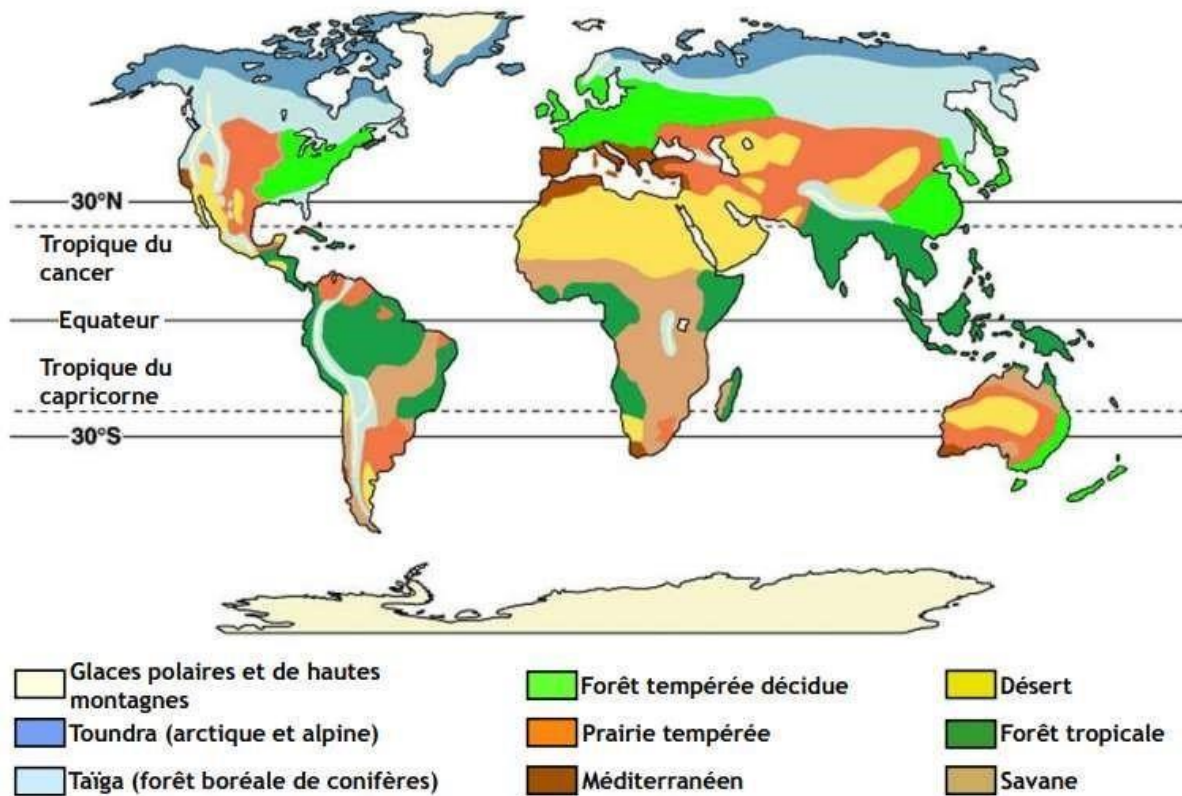 30°N
Tropique du
cancer
Equateur
Tropique du
capricorne
30°S
Glaces polaires et de hautes
montagnes
Toundra (arctique et alpine)
Taïga (forêt boréale de conifères)
Forêt tempérée décidue
Prairie tempérée
Méditerranéen
Désert
Forêt tropicale
Savane